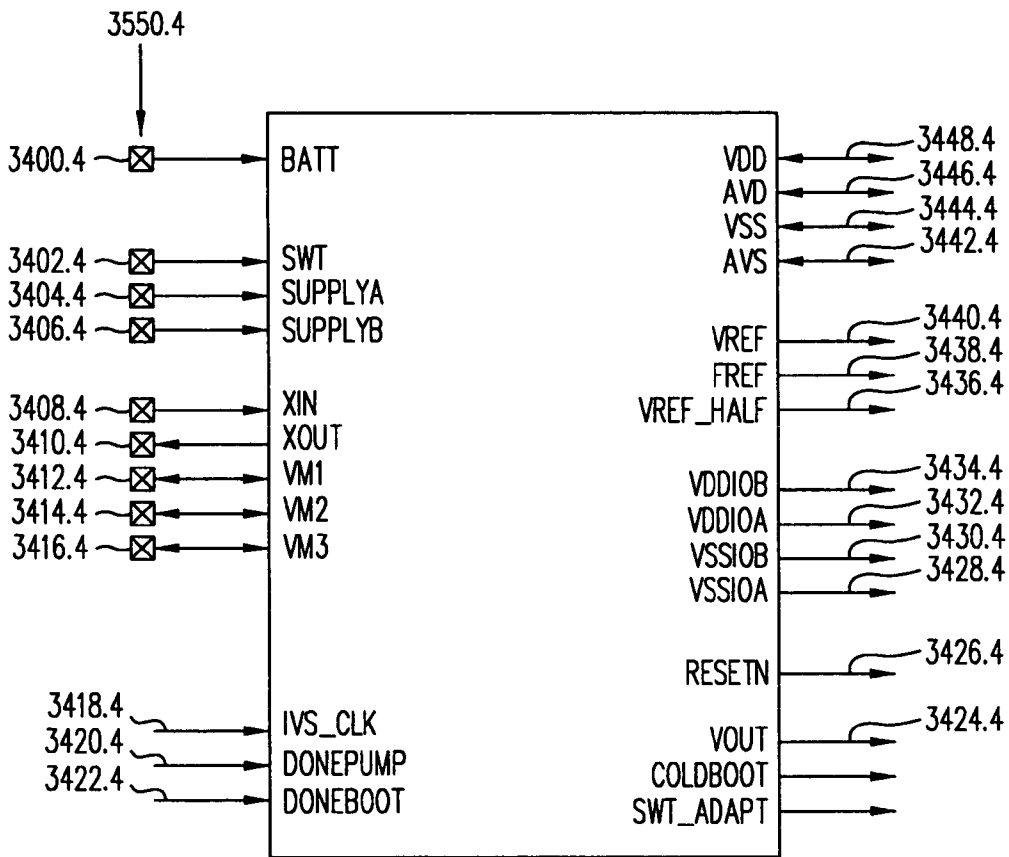 3550.4
3400.4 BATT
3402.4 SWT
3404.4 SUPPLYA
3406.4 SUPPLYB
3408.4 XIN
3410.4 XOUT
3412.4 VM1
3414.4 VM2
3416.4 VM3
3418.4 IVS_CLK
3420.4 DONEPUMP
3422.4 DONEBOOT
VDD 3448.4
AVD 3446.4
VSS 3444.4
AVS 3442.4
VREF 3440.4
FREF 3438.4
VREF_HALF 3436.4
VDDIOB 3434.4
VDDIOA 3432.4
VSSIOB 3430.4
VSSIOA 3428.4
RESETN 3426.4
VOUT 3424.4
COLDBOOT
SWT_ADAPT